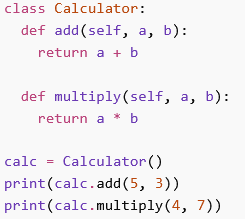 class Calculator:
  def add(self, a, b):
    return a + b

  def multiply(self, a, b):
    return a * b

calc = Calculator()
print(calc.add(5, 3))
print(calc.multiply(4, 7))